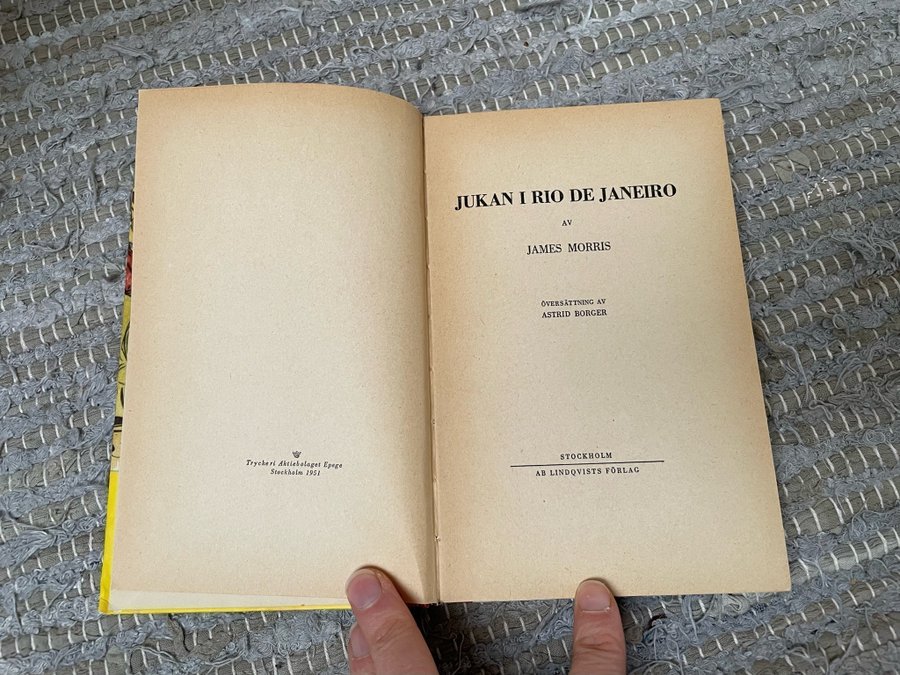 Tryckeri Aktiebolaget Epege
Stockholm 1951
JUKAN I RIO DE JANEIRO
AV
JAMES MORRIS
ÖVERSÄTTNING AV
ASTRID BORGER
STOCKHOLM
AB LINDQVISTS FÖRLAG